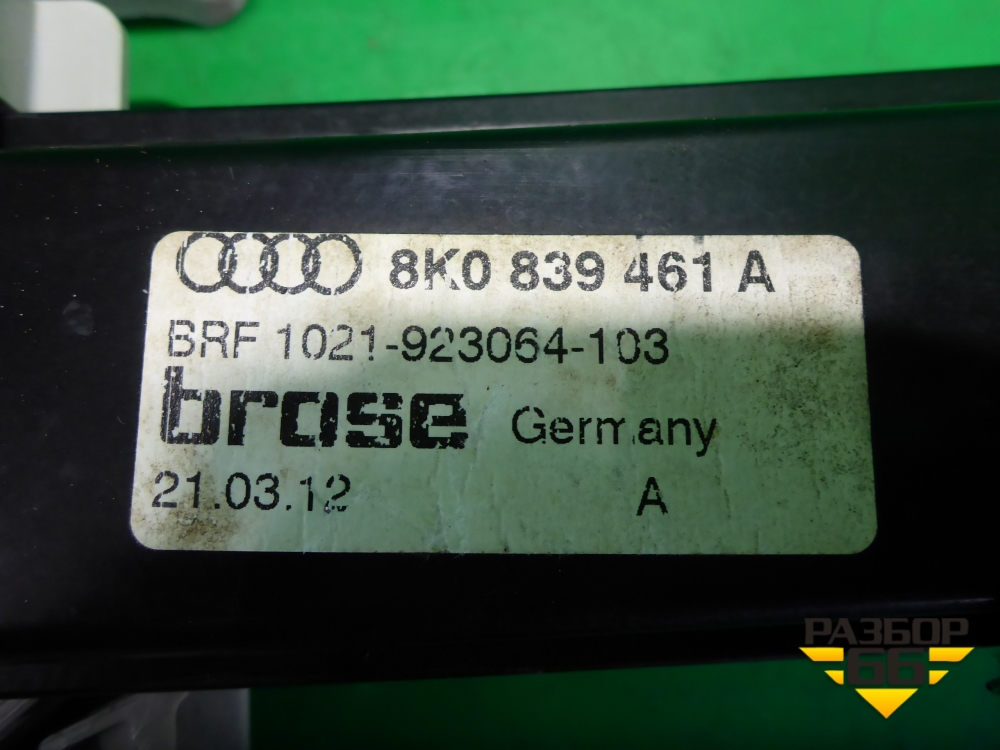 8K0 839 461 A
BRF 1021-923064-103
brose Germany
21.03.12 A
РАЗБОР
66